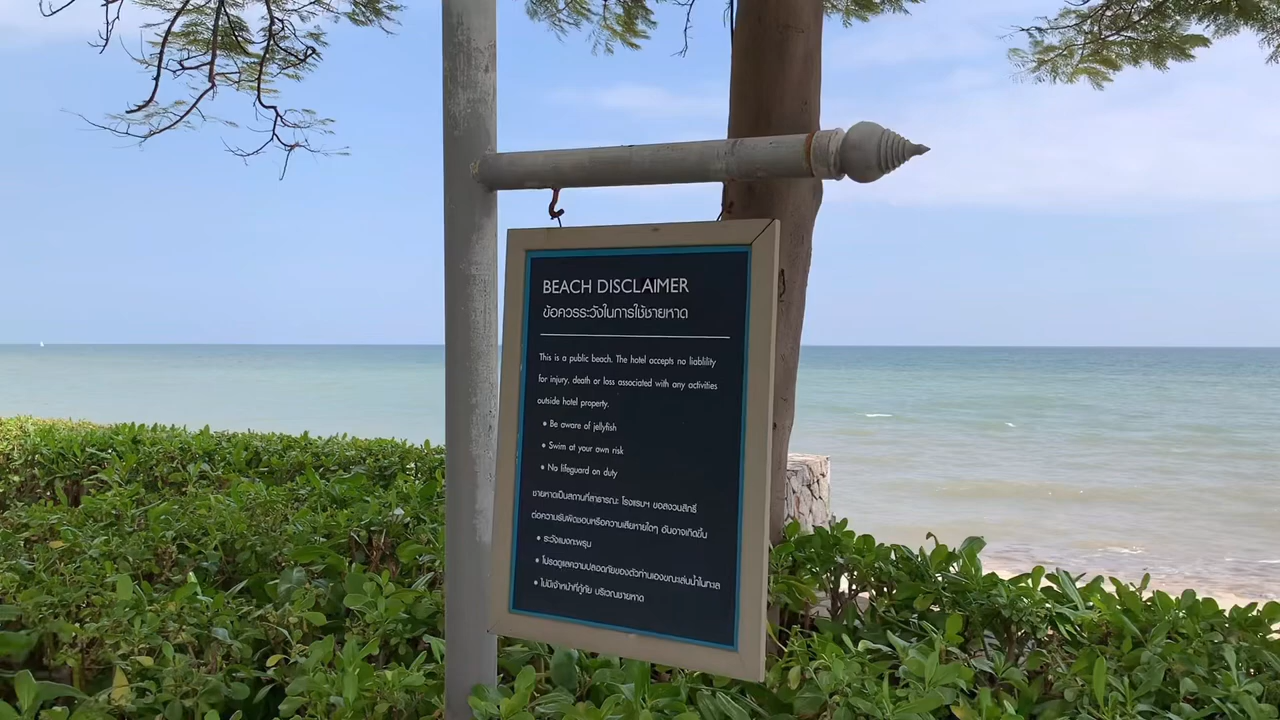 BEACH DISCLAIMER
ข้อควรระวังในการใช้ชายหาด
This is a public beach. The hotel accepts no liablility
for injury, death or loss associated with any activities
outside hotel property.
• Be aware of jellyfish
• Swim at your own risk
• No lifeguard on duty
ชายหาดเป็นสถานที่สาธารณะ โรงแรมฯ ขอสงวนสิทธิ์
ต่อความรับผิดชอบหรือความเสียหายใดๆ อันอาจเกิดขึ้น
• ระวังแมงกะพรุน
• โปรดดูแลความปลอดภัยของตัวท่านเองขณะเล่นน้ำในทะเล
• ไม่มีเจ้าหน้าที่กู้ภัย บริเวณชายหาด